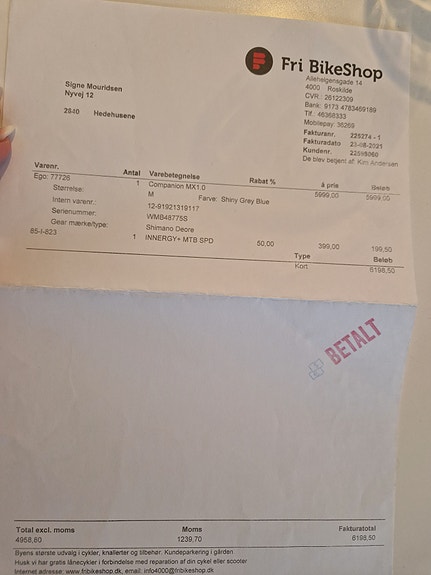 Fri BikeShop
Allehelgensgade 14
4000 Roskilde
CVR. 26122309
Bank: 9173 4783469189
Tlf. 46368333
Mobilepay: 36269
Fakturanr. 225274 - 1
Fakturadato 23-08-2021
Kundenr. 22598060
De blev betjent af: Kim Andersen
Signe Mouridsen
Nyvej 12
2640 Hedehusene
Varenr. Antal Varebetegnelse Rabat % à pris Beløb
Ego: 77726 1 Companion MX1.0 5999,00 5999,00
Størrelse: M Farve: Shiny Grey Blue
Intern varenr.: 12-91921319117
Serienummer: WMB48775S
Gear mærke/type: Shimano Deore
85-I-823 1 INNERGY+ MTB SPD 50,00 399,00 199,50
Type Beløb
Kort 6198,50
BETALT
Total excl. moms Moms Fakturatotal
4958,80 1239,70 6198,50
Byens største udvalg i cykler, knallerter og tilbehør. Kundeparkering i gården
Husk vi har gratis lånecykler i forbindelse med reparation af din cykel eller scooter
Internet adresse: www.fribikeshop.dk, email: info4000@fribikeshop.dk